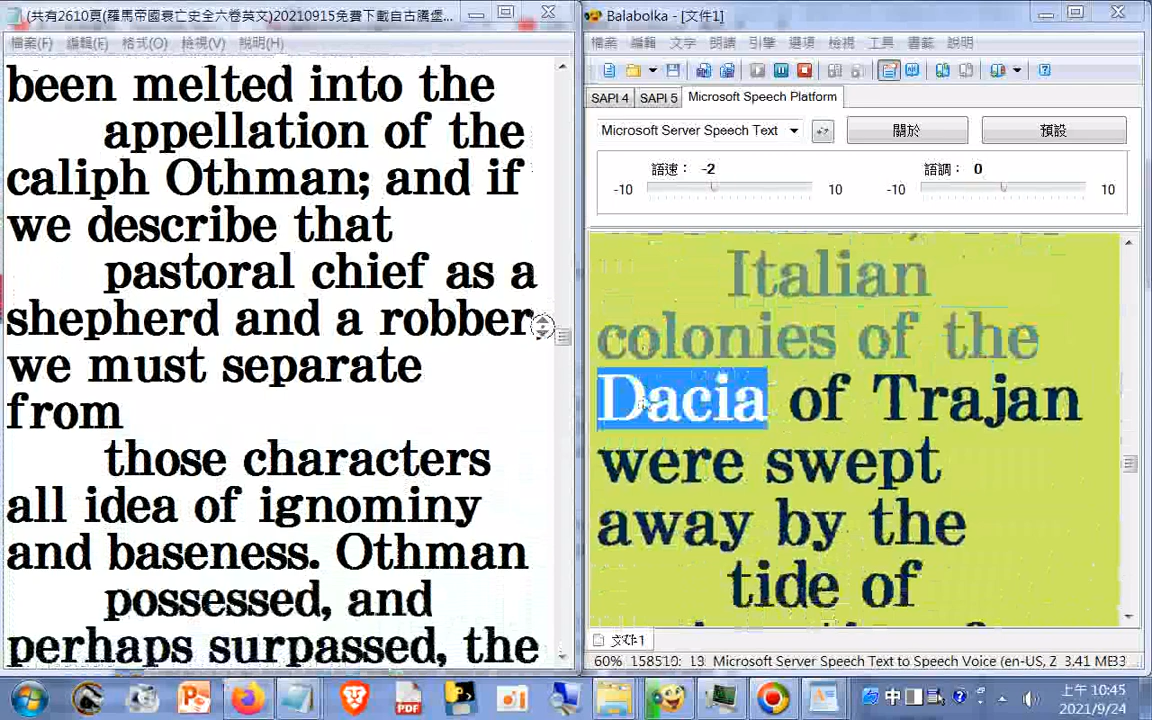 (共有2610頁(羅馬帝國衰亡史全六卷英文)20210915免費下載自古騰堡...
檔案(F) 編輯(E) 格式(O) 檢視(V) 說明(H)
been melted into the
appellation of the
caliph Othman; and if
we describe that
pastoral chief as a
shepherd and a robber,
we must separate
from
those characters
all idea of ignominy
and baseness. Othman
possessed, and
perhaps surpassed, the
Balabolka - [文件1]
檔案 編輯 文字 朗讀 引擎 選項 檢視 工具 書籤 說明
SAPI 4 SAPI 5 Microsoft Speech Platform
Microsoft Server Speech Text 關於 預設
語速: -2 語調: 0
-10 10 -10 10
Italian
colonies of the
Dacia of Trajan
were swept
away by the
tide of
文件1
60% 158510: 13 Microsoft Server Speech Text to Speech Voice (en-US, Z 3.41 MB
中
上午 10:45
2021/9/24